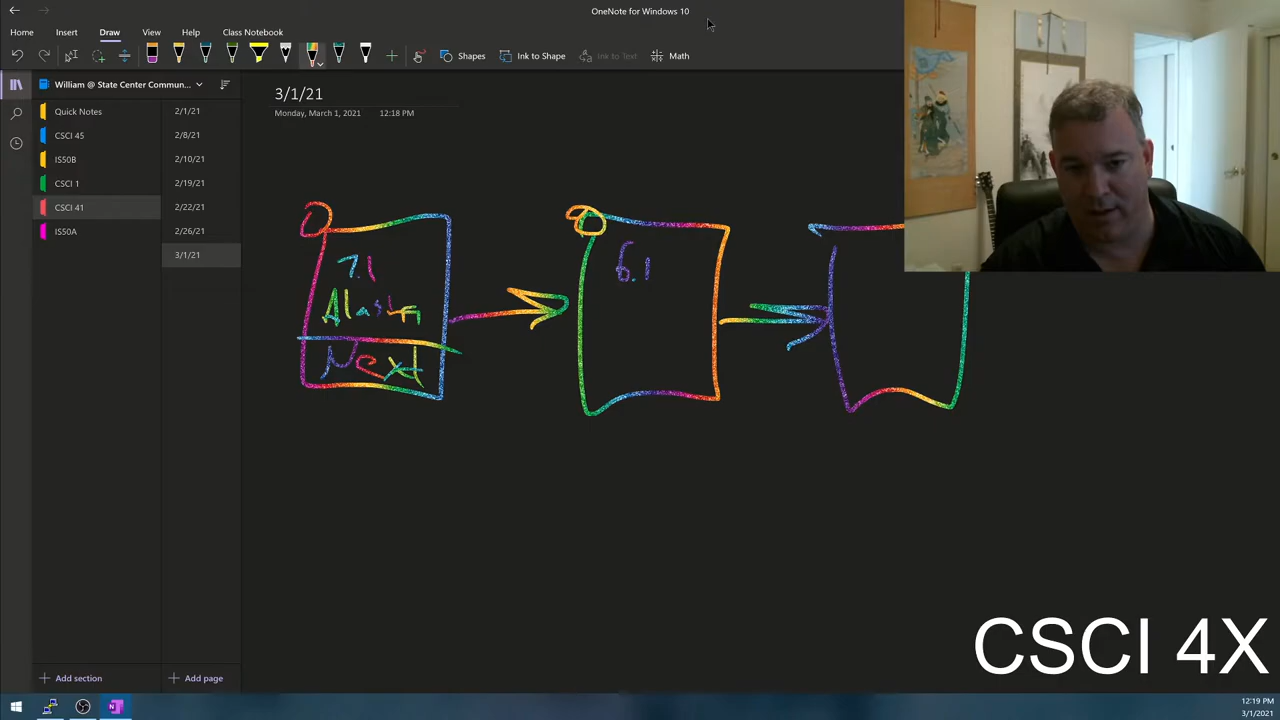 OneNote for Windows 10
Home Insert Draw View Help Class Notebook
Shapes Ink to Shape Ink to Text Math
William @ State Center Commun...
3/1/21
Monday, March 1, 2021 12:18 PM
Quick Notes
CSCI 45
IS50B
CSCI 1
CSCI 41
IS50A
2/1/21
2/8/21
2/10/21
2/19/21
2/22/21
2/26/21
3/1/21
7.1
Alaska
Next
6.1
CSCI 4X
Add section
Add page
12:19 PM
3/1/2021